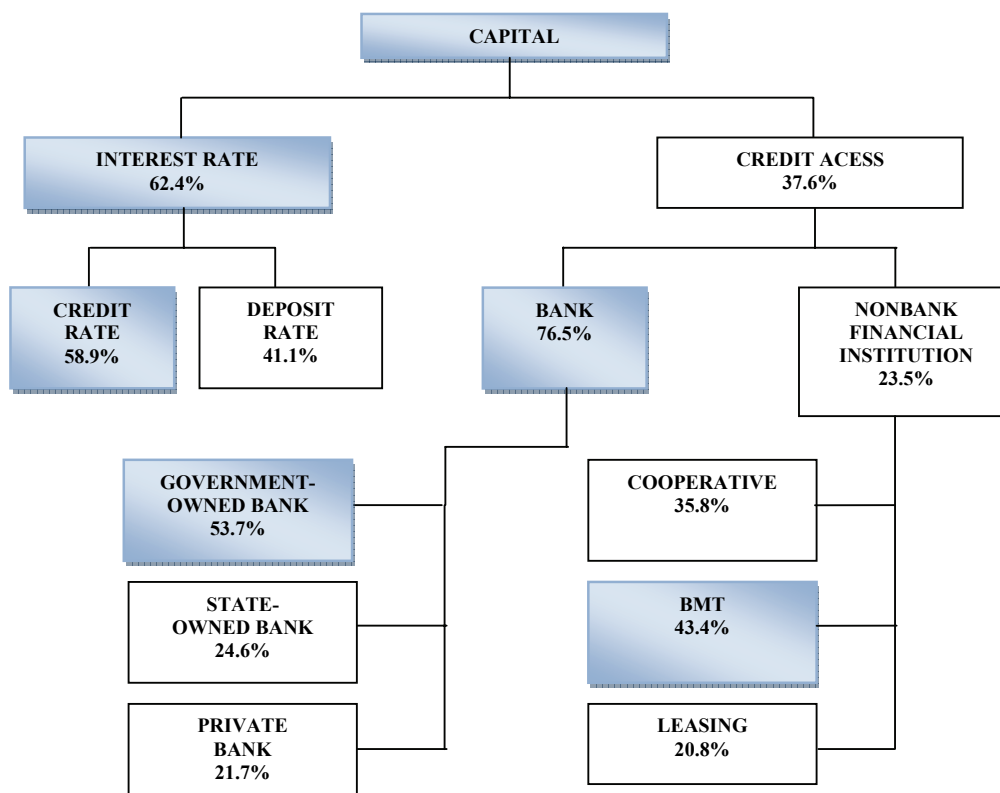 CAPITAL
INTEREST RATE
62.4%
CREDIT ACESS
37.6%
CREDIT
RATE
58.9%
DEPOSIT
RATE
41.1%
BANK
76.5%
NONBANK
FINANCIAL
INSTITUTION
23.5%
GOVERNMENT-
OWNED BANK
53.7%
STATE-
OWNED BANK
24.6%
PRIVATE
BANK
21.7%
COOPERATIVE
35.8%
BMT
43.4%
LEASING
20.8%